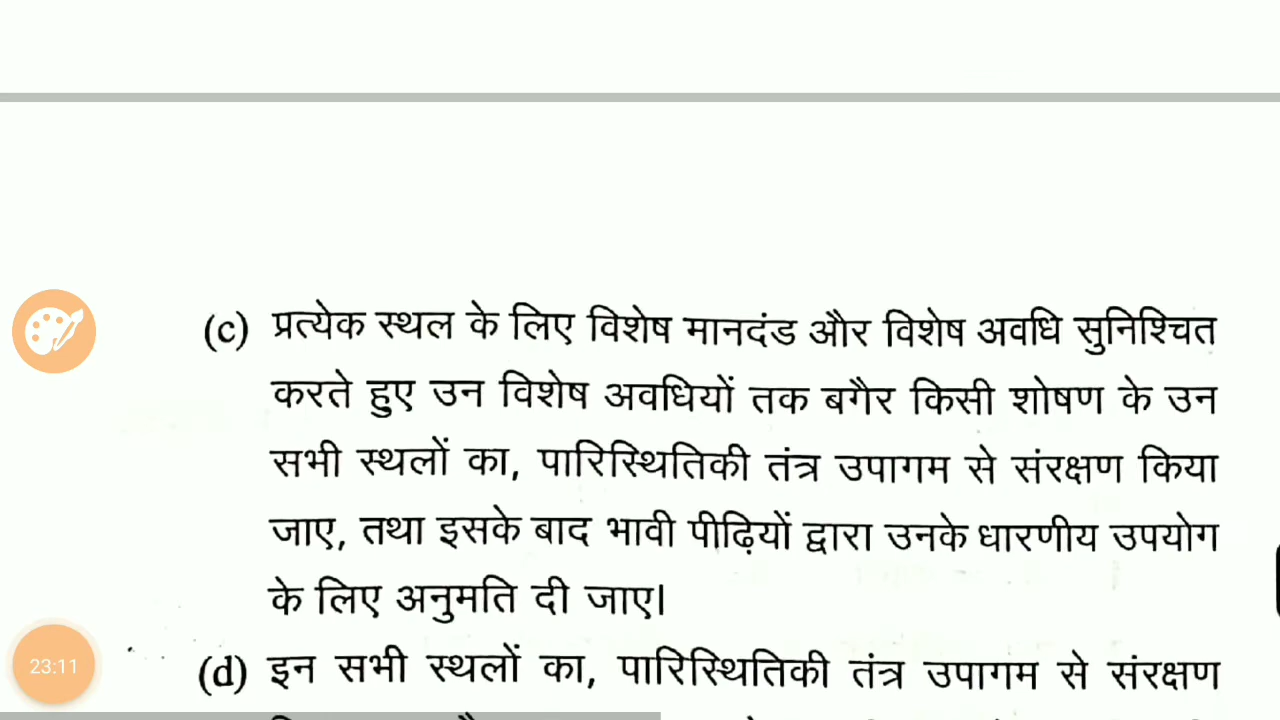 (c) प्रत्येक स्थल के लिए विशेष मानदंड और विशेष अवधि सुनिश्चित
करते हुए उन विशेष अवधियों तक बगैर किसी शोषण के उन
सभी स्थलों का, पारिस्थितिकी तंत्र उपागम से संरक्षण किया
जाए, तथा इसके बाद भावी पीढ़ियों द्वारा उनके धारणीय उपयोग
के लिए अनुमति दी जाए।
23:11
(d) इन सभी स्थलों का, पारिस्थितिकी तंत्र उपागम से संरक्षण